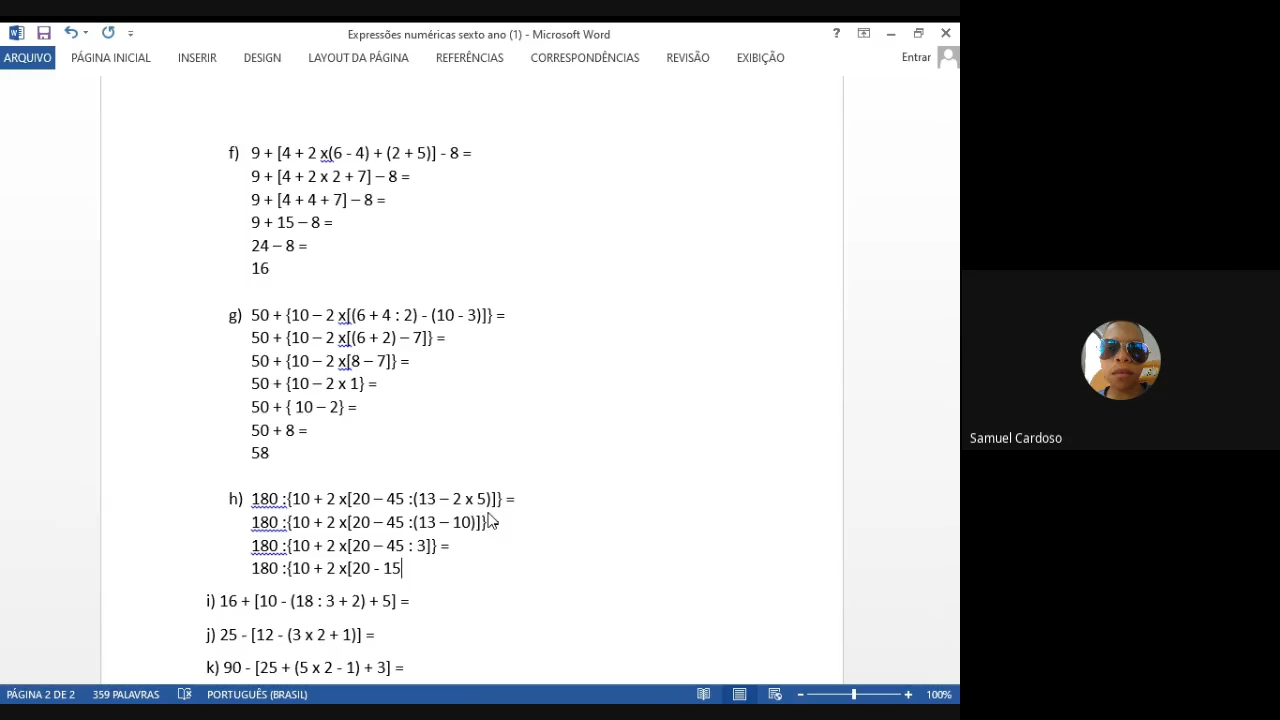 Expressões numéricas sexto ano (1) - Microsoft Word
?
ARQUIVO PÁGINA INICIAL INSERIR DESIGN LAYOUT DA PÁGINA REFERÊNCIAS CORRESPONDÊNCIAS REVISÃO EXIBIÇÃO Entrar
f) 9 + [4 + 2 x(6 - 4) + (2 + 5)] - 8 =
9 + [4 + 2 x 2 + 7] – 8 =
9 + [4 + 4 + 7] – 8 =
9 + 15 – 8 =
24 – 8 =
16
g) 50 + {10 – 2 x[(6 + 4 : 2) - (10 - 3)]} =
50 + {10 – 2 x[(6 + 2) – 7]} =
50 + {10 – 2 x[8 – 7]} =
50 + {10 – 2 x 1} =
50 + { 10 – 2} =
50 + 8 =
58
h) 180 :{10 + 2 x[20 – 45 :(13 – 2 x 5)]} =
180 :{10 + 2 x[20 – 45 :(13 – 10)]} =
180 :{10 + 2 x[20 – 45 : 3]} =
180 :{10 + 2 x[20 - 15
i) 16 + [10 - (18 : 3 + 2) + 5] =
j) 25 - [12 - (3 x 2 + 1)] =
k) 90 - [25 + (5 x 2 - 1) + 3] =
PÁGINA 2 DE 2 359 PALAVRAS PORTUGUÊS (BRASIL) 100%
Samuel Cardoso